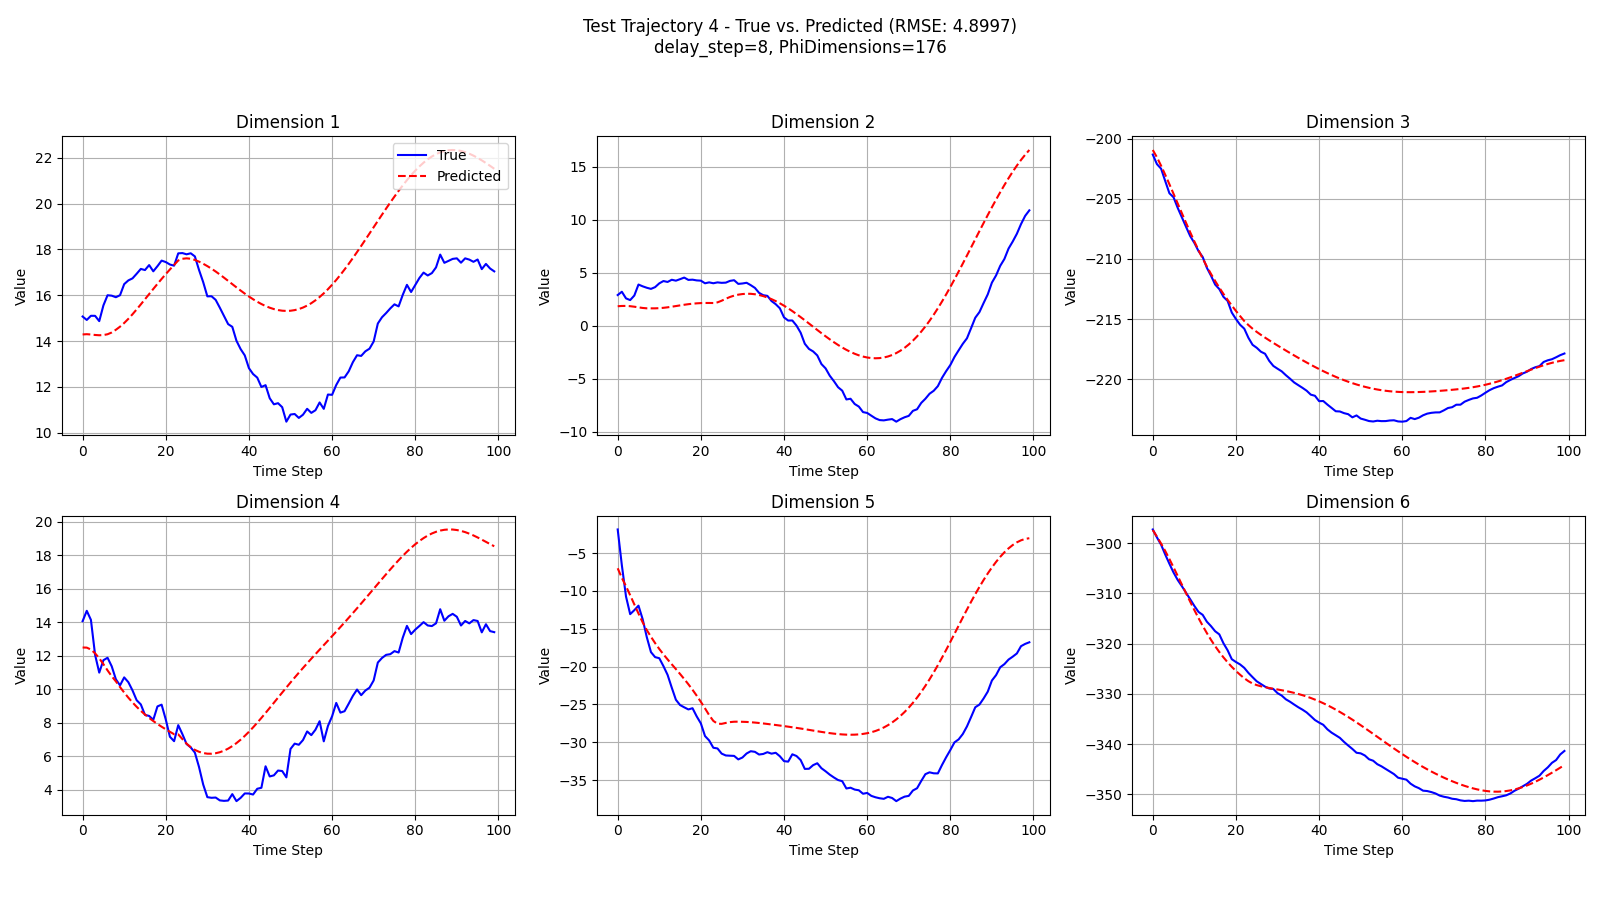 Test Trajectory 4 - True vs. Predicted (RMSE: 4.8997)
delay_step=8, PhiDimensions=176
Dimension 1
Value
22
20
18
16
14
12
10
0 20 40 60 80 100
Time Step
True
Predicted
Dimension 2
Value
15
10
5
0
−5
−10
0 20 40 60 80 100
Time Step
Dimension 3
Value
−200
−205
−210
−215
−220
0 20 40 60 80 100
Time Step
Dimension 4
Value
20
18
16
14
12
10
8
6
4
0 20 40 60 80 100
Time Step
Dimension 5
Value
−5
−10
−15
−20
−25
−30
−35
0 20 40 60 80 100
Time Step
Dimension 6
Value
−300
−310
−320
−330
−340
−350
0 20 40 60 80 100
Time Step